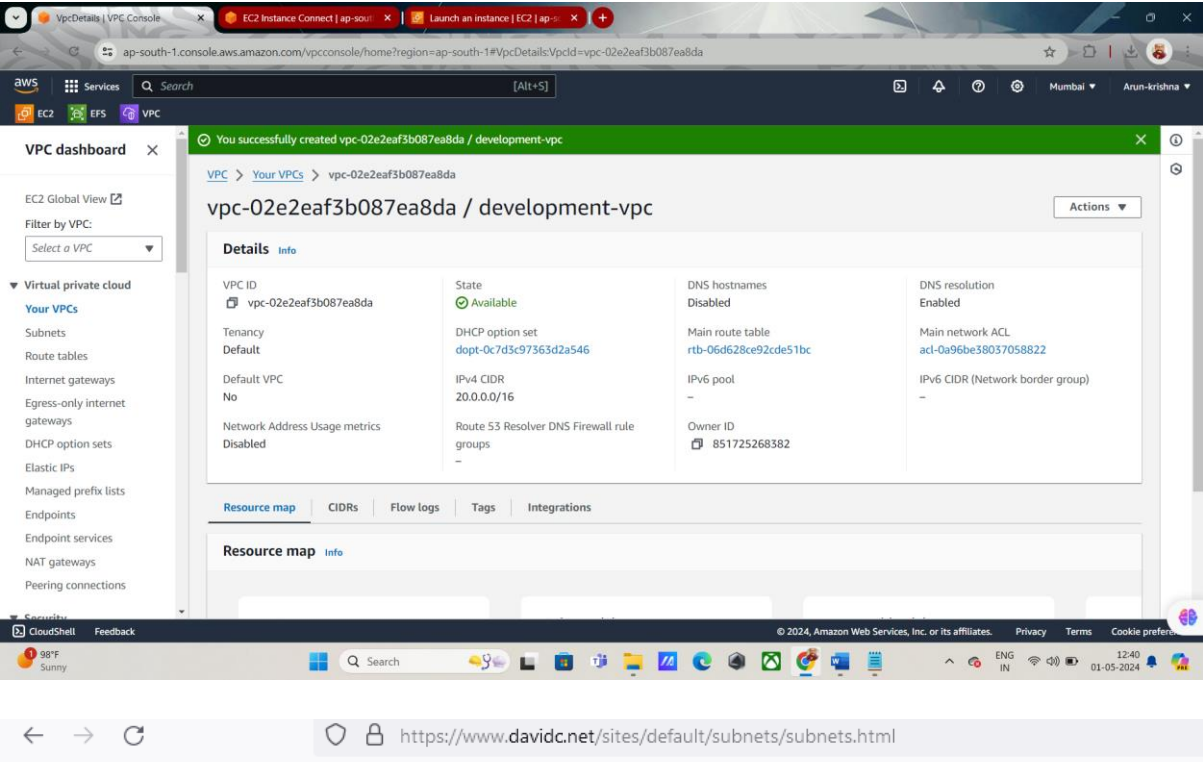 VpcDetails | VPC Console
EC2 Instance Connect | ap-sout
Launch an instance | EC2 | ap-s
ap-south-1.console.aws.amazon.com/vpcconsole/home?region=ap-south-1#VpcDetails:VpcId=vpc-02e2eaf3b087ea8da
aws Services Search [Alt+S] Mumbai Arun-krishna
EC2 EFS VPC
VPC dashboard
EC2 Global View
Filter by VPC:
Select a VPC
Virtual private cloud
Your VPCs
Subnets
Route tables
Internet gateways
Egress-only internet
gateways
DHCP option sets
Elastic IPs
Managed prefix lists
Endpoints
Endpoint services
NAT gateways
Peering connections
Security
You successfully created vpc-02e2eaf3b087ea8da / development-vpc
VPC > Your VPCs > vpc-02e2eaf3b087ea8da
vpc-02e2eaf3b087ea8da / development-vpc
Actions
Details Info
VPC ID
vpc-02e2eaf3b087ea8da
State
Available
DNS hostnames
Disabled
DNS resolution
Enabled
Tenancy
Default
DHCP option set
dopt-0c7d3c97363d2a546
Main route table
rtb-06d628ce92cde51bc
Main network ACL
acl-0a96be38037058822
Default VPC
No
IPv4 CIDR
20.0.0.0/16
IPv6 pool
–
IPv6 CIDR (Network border group)
–
Network Address Usage metrics
Disabled
Route 53 Resolver DNS Firewall rule
groups
–
Owner ID
851725268382
Resource map CIDRs Flow logs Tags Integrations
Resource map Info
CloudShell Feedback © 2024, Amazon Web Services, Inc. or its affiliates. Privacy Terms Cookie prefere
1
98°F
Sunny
Search
ENG
IN
12:40
01-05-2024
https://www.davidc.net/sites/default/subnets/subnets.html